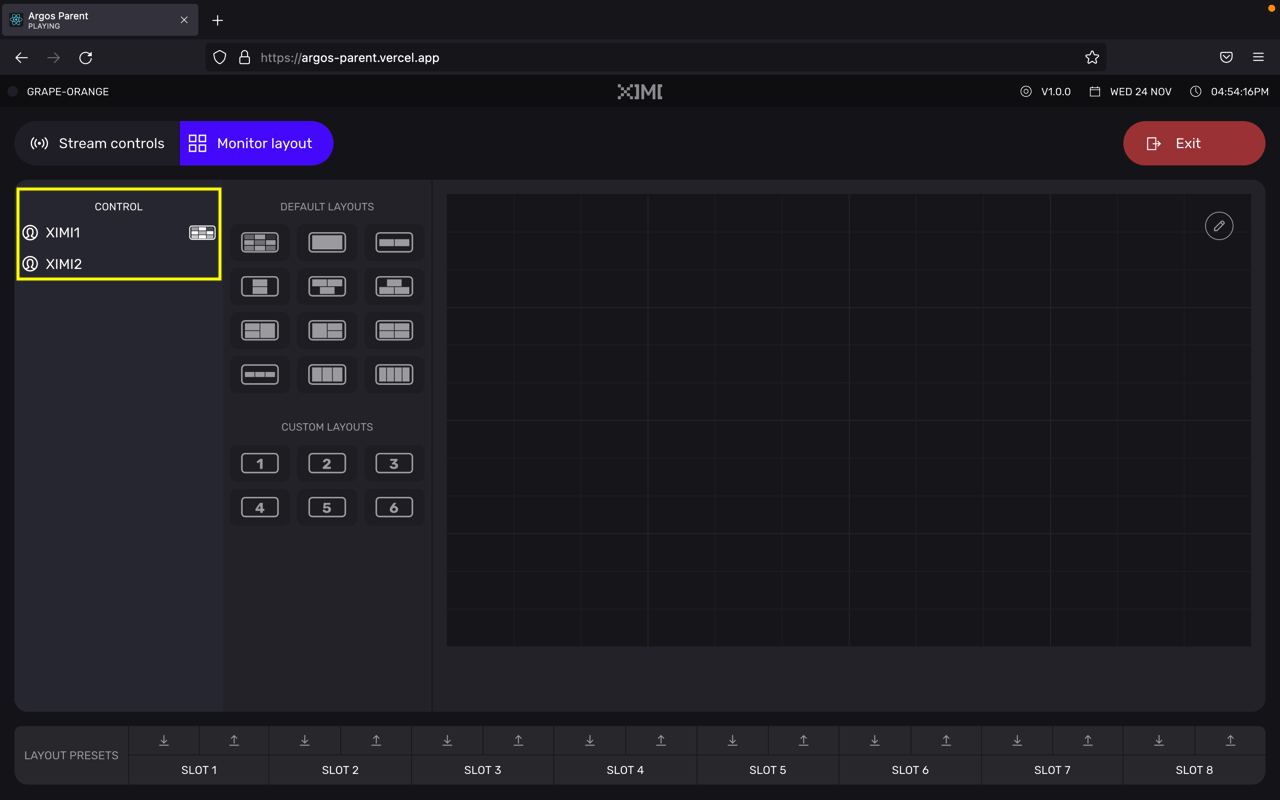 Argos Parent
PLAYING
https://argos-parent.vercel.app
GRAPE-ORANGE
XIMI
V1.0.0
WED 24 NOV
04:54:16PM
Stream controls
Monitor layout
Exit
CONTROL
XIMI1
XIMI2
DEFAULT LAYOUTS
CUSTOM LAYOUTS
1 2 3
4 5 6
LAYOUT PRESETS
SLOT 1
SLOT 2
SLOT 3
SLOT 4
SLOT 5
SLOT 6
SLOT 7
SLOT 8